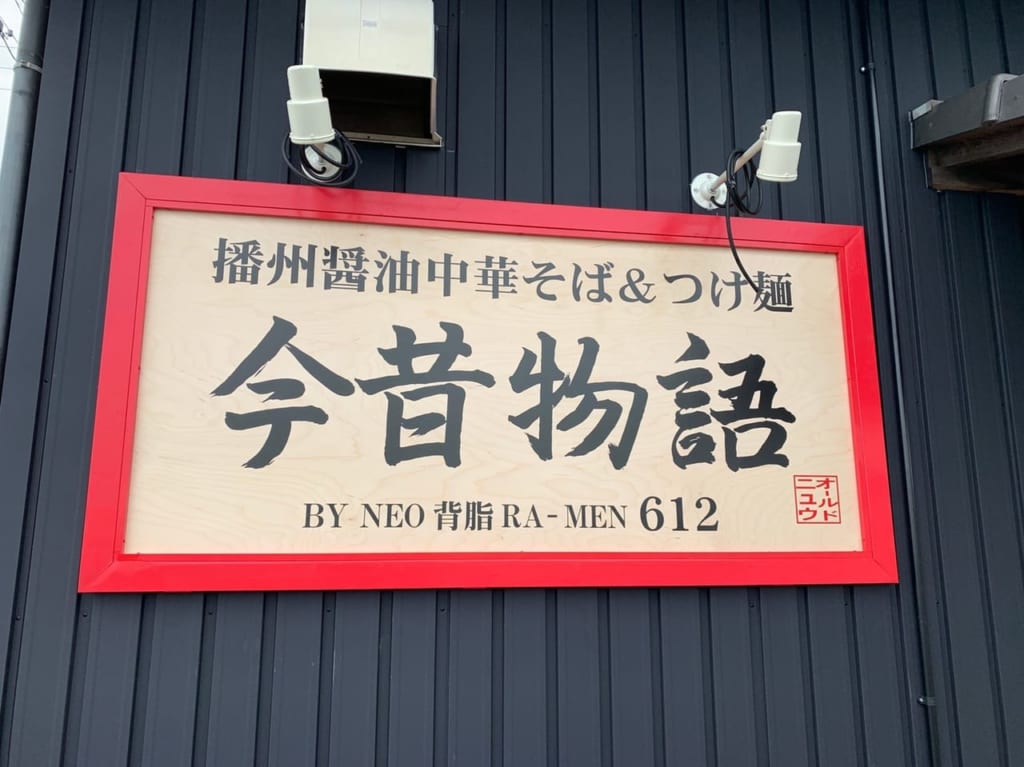 播州醤油中華そば&つけ麺
今昔物語
BY NEO 背脂 RA-MEN 612
オールド
ニュウ